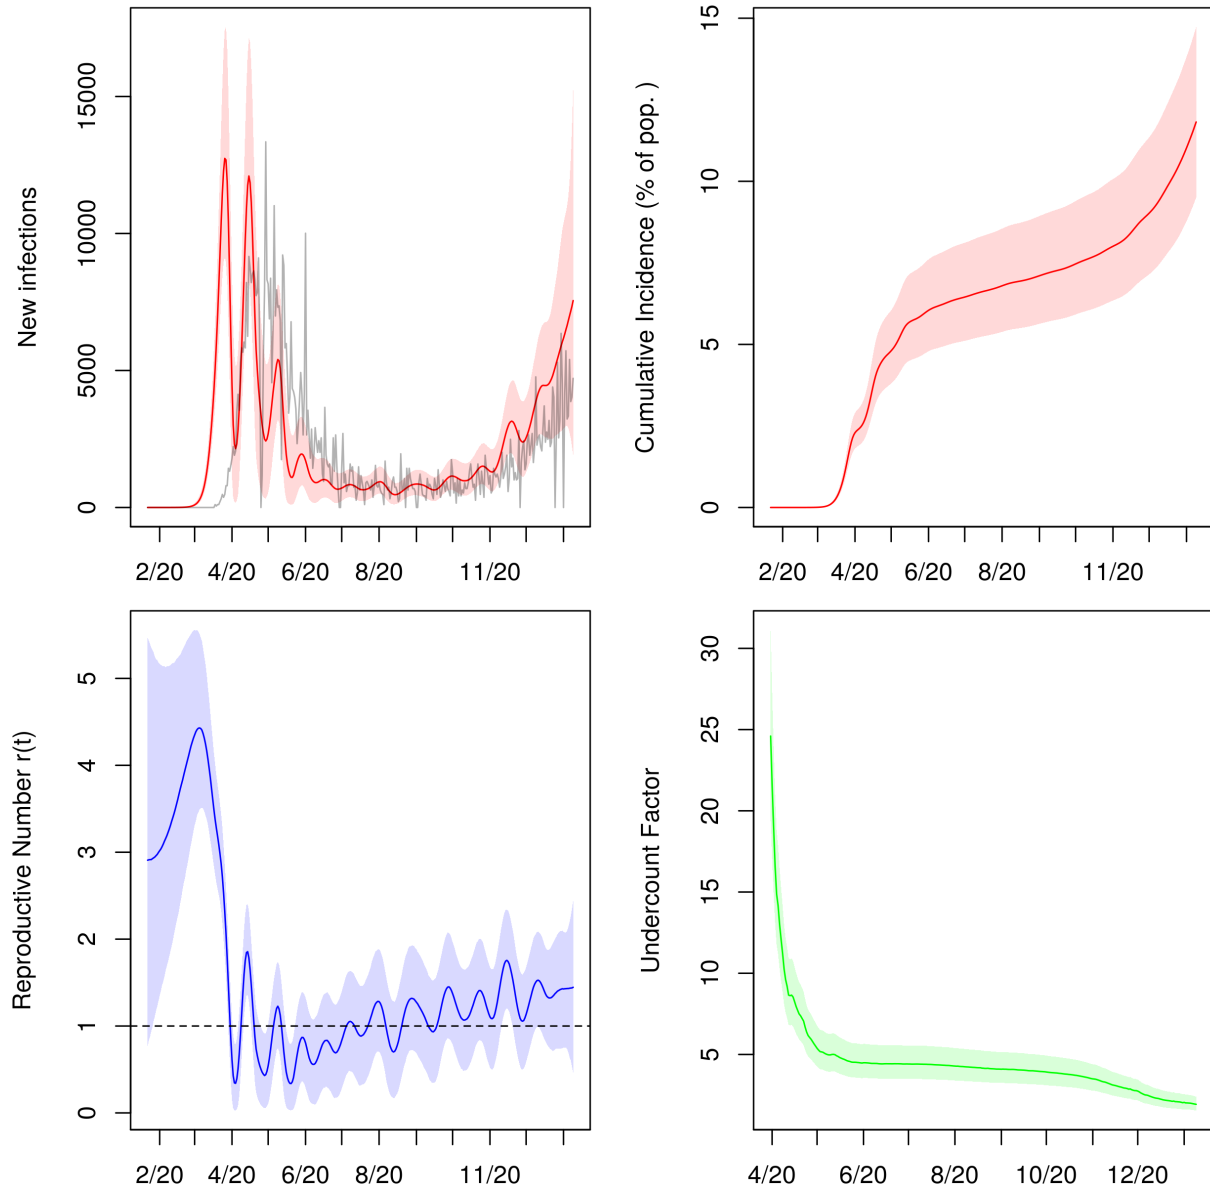 New infections
15000
10000
5000
0
2/20 4/20 6/20 8/20 11/20
Cumulative Incidence (% of pop. )
15
10
5
0
2/20 4/20 6/20 8/20 11/20
Reproductive Number r(t)
5
4
3
2
1
0
2/20 4/20 6/20 8/20 11/20
Undercount Factor
30
25
20
15
10
5
4/20 6/20 8/20 10/20 12/20